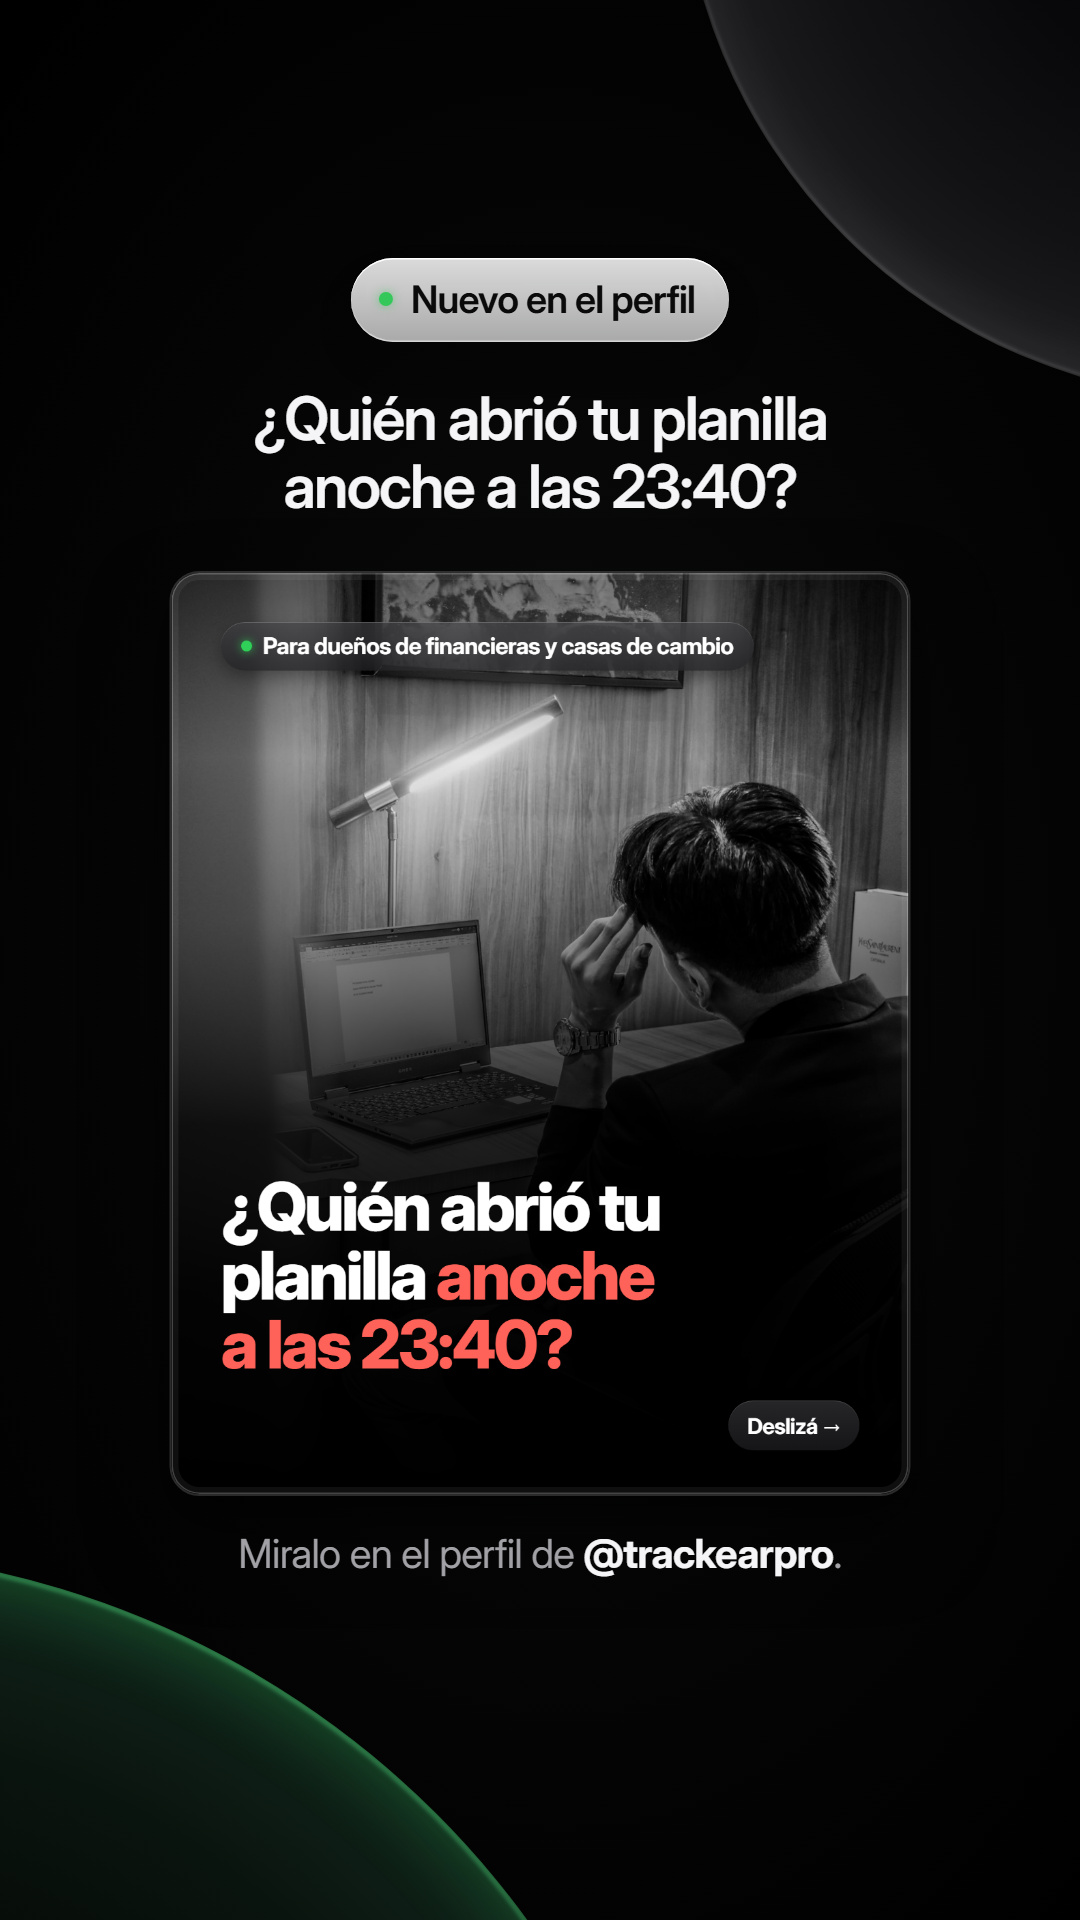 Nuevo en el perfil
¿Quién abrió tu planilla
anoche a las 23:40?
Para dueños de financieras y casas de cambio
¿Quién abrió tu
planilla anoche
a las 23:40?
Deslizá →
Miralo en el perfil de @trackearpro.